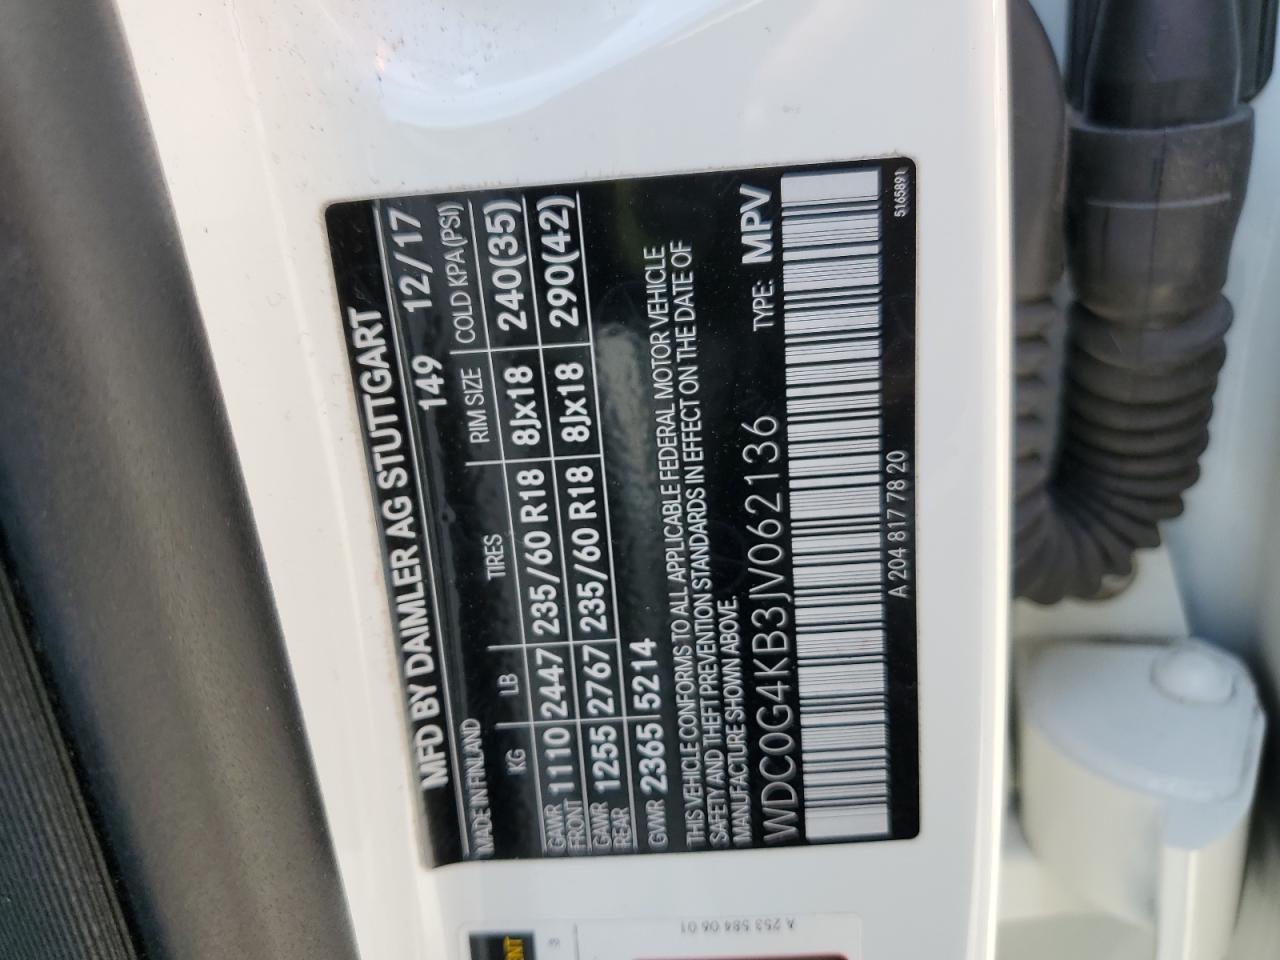 MFD BY DAIMLER AG STUTTGART
MADE IN FINLAND 149 12/17
KG LB TIRES RIM SIZE COLD KPA (PSI)
GAWR FRONT 1110 2447 235/60 R18 8Jx18 240(35)
GAWR REAR 1255 2767 235/60 R18 8Jx18 290(42)
GVWR 2365 5214
THIS VEHICLE CONFORMS TO ALL APPLICABLE FEDERAL MOTOR VEHICLE
SAFETY AND THEFT PREVENTION STANDARDS IN EFFECT ON THE DATE OF
MANUFACTURE SHOWN ABOVE.
WDC0G4KB3JV062136 TYPE: MPV
A 204 817 78 20 5165891
A 253 584 06 01